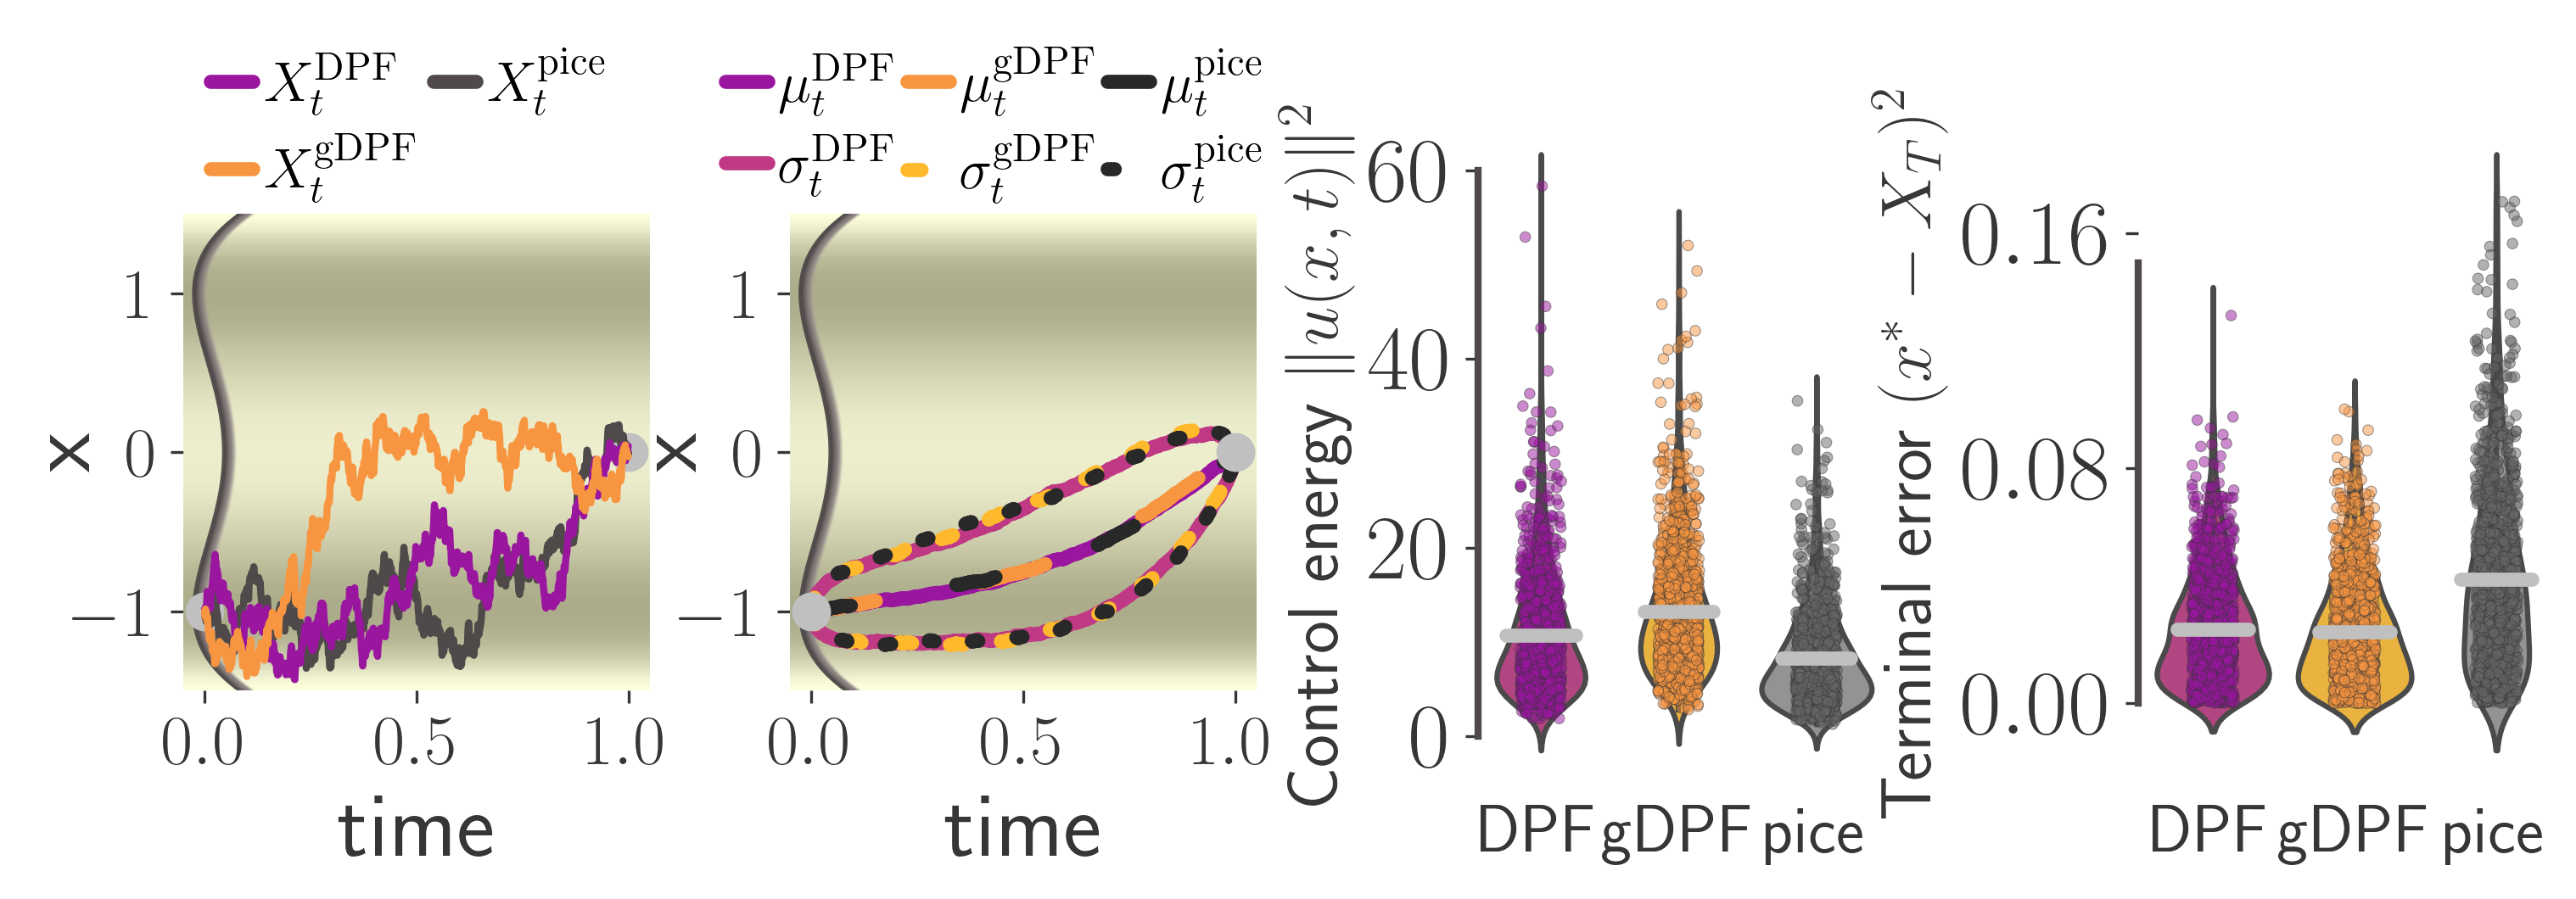 X_t^DPF X_t^pice
X_t^gDPF
μ_t^DPF μ_t^gDPF μ_t^pice
σ_t^DPF σ_t^gDPF σ_t^pice
x
1
0
−1
0.0 0.5 1.0
time
x
1
0
−1
0.0 0.5 1.0
time
Control energy ‖u(x, t)‖²
60
40
20
0
DPF gDPF pice
Terminal error (x* − X_T)²
0.16
0.08
0.00
DPF gDPF pice